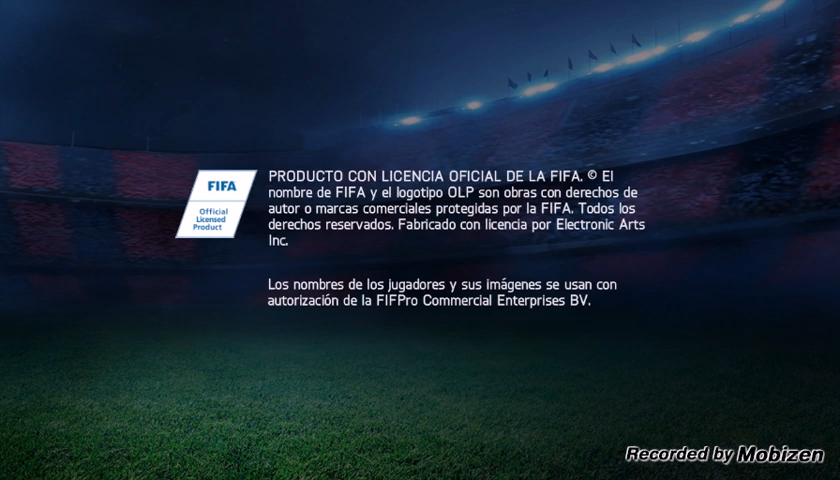 FIFA
Official
Licensed
Product
PRODUCTO CON LICENCIA OFICIAL DE LA FIFA. © El
nombre de FIFA y el logotipo OLP son obras con derechos de
autor o marcas comerciales protegidas por la FIFA. Todos los
derechos reservados. Fabricado con licencia por Electronic Arts
Inc.
Los nombres de los jugadores y sus imágenes se usan con
autorización de la FIFPro Commercial Enterprises BV.
Recorded by Mobizen